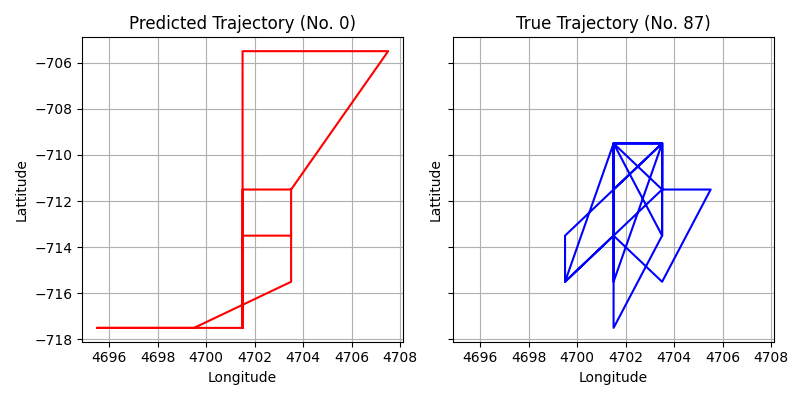 Predicted Trajectory (No. 0)
True Trajectory (No. 87)
Lattitude
−706
−708
−710
−712
−714
−716
−718
4696 4698 4700 4702 4704 4706 4708
Longitude
Lattitude
4696 4698 4700 4702 4704 4706 4708
Longitude